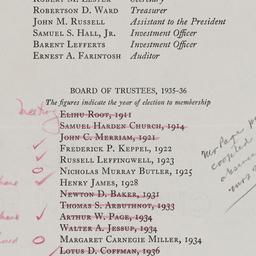 ROBERT M. LESTER Secretary
ROBERTSON D. WARD Treasurer
JOHN M. RUSSELL Assistant to the President
SAMUEL S. HALL, JR. Investment Officer
BARENT LEFFERTS Investment Officer
ERNEST A. FARINTOSH Auditor
BOARD OF TRUSTEES, 1935-36
The figures indicate the year of election to membership
meeting
ELIHU ROOT, 1911
SAMUEL HARDEN CHURCH, 1914
JOHN C. MERRIAM, 1921
FREDERICK P. KEPPEL, 1922
RUSSELL LEFFINGWELL, 1923
NICHOLAS MURRAY BUTLER, 1925
HENRY JAMES, 1928
NEWTON D. BAKER, 1931
THOMAS S. ARBUTHNOT, 1933
ARTHUR W. PAGE, 1934
WALTER A. JESSUP, 1934
MARGARET CARNEGIE MILLER, 1934
LOTUS D. COFFMAN, 1936
Mr Page